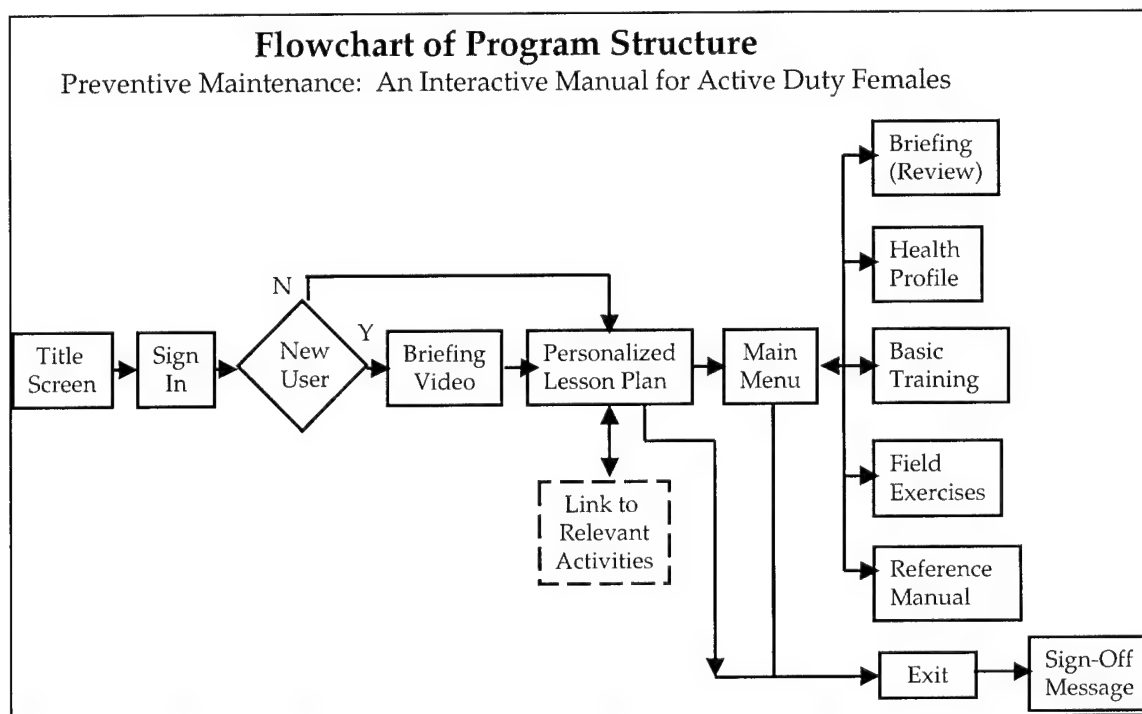 Flowchart of Program Structure
Preventive Maintenance: An Interactive Manual for Active Duty Females
Title
Screen
Sign
In
New
User
N
Y
Briefing
Video
Personalized
Lesson Plan
Link to
Relevant
Activities
Main
Menu
Briefing
(Review)
Health
Profile
Basic
Training
Field
Exercises
Reference
Manual
Exit
Sign-Off
Message